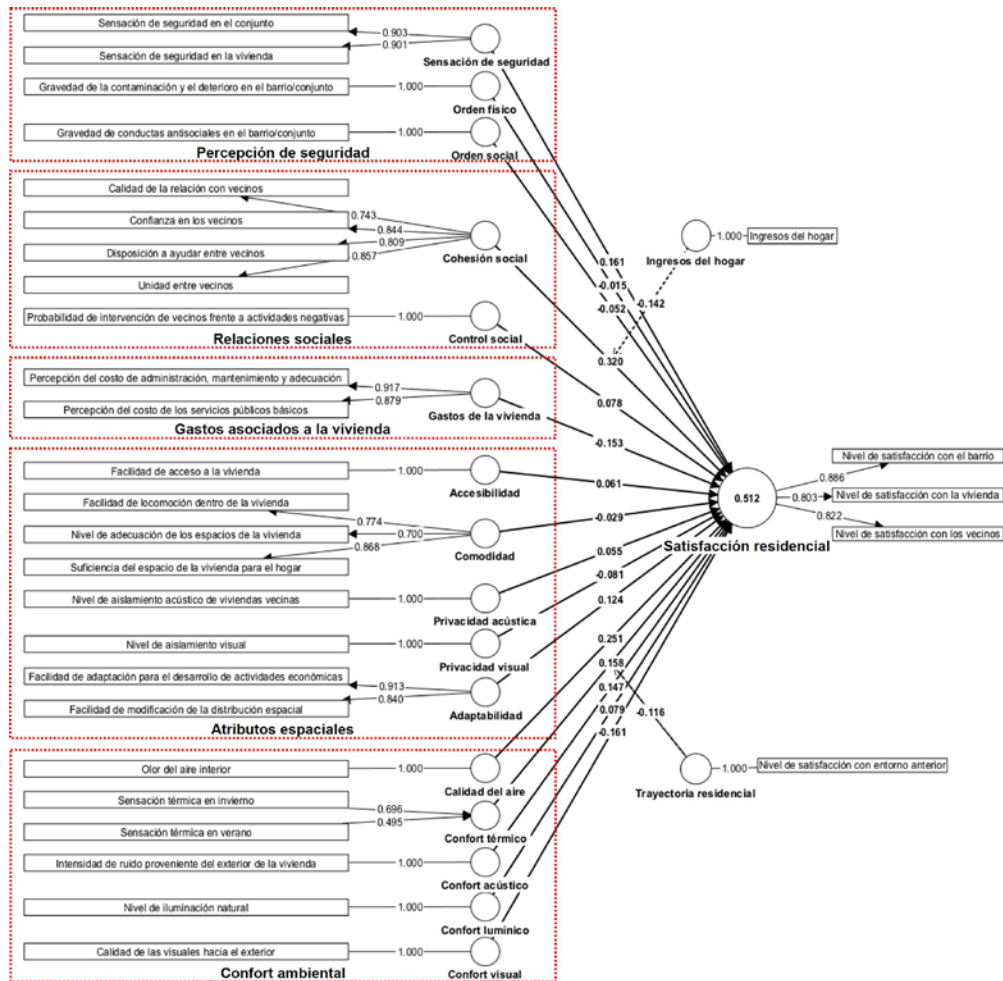 Sensación de seguridad en el conjunto
0.903
0.901
Sensación de seguridad en la vivienda
Sensación de seguridad
Gravedad de la contaminación y el deterioro en el barrio/conjunto
1.000
Orden físico
Gravedad de conductas antisociales en el barrio/conjunto
1.000
Orden social
Percepción de seguridad
Calidad de la relación con vecinos
0.743
Confianza en los vecinos
0.844
0.809
Disposición a ayudar entre vecinos
0.857
Cohesión social
Unidad entre vecinos
Probabilidad de intervención de vecinos frente a actividades negativas
1.000
Control social
Relaciones sociales
Percepción del costo de administración, mantenimiento y adecuación
0.917
0.879
Percepción del costo de los servicios públicos básicos
Gastos de la vivienda
Gastos asociados a la vivienda
Facilidad de acceso a la vivienda
1.000
Accesibilidad
Facilidad de locomoción dentro de la vivienda
0.774
Nivel de adecuación de los espacios de la vivienda
0.700
0.868
Comodidad
Suficiencia del espacio de la vivienda para el hogar
Nivel de aislamiento acústico de viviendas vecinas
1.000
Privacidad acústica
Nivel de aislamiento visual
1.000
Privacidad visual
Facilidad de adaptación para el desarrollo de actividades económicas
0.913
0.840
Facilidad de modificación de la distribución espacial
Adaptabilidad
Atributos espaciales
Olor del aire interior
1.000
Calidad del aire
Sensación térmica en invierno
0.696
0.495
Sensación térmica en verano
Confort térmico
Intensidad de ruido proveniente del exterior de la vivienda
1.000
Confort acústico
Nivel de iluminación natural
1.000
Confort lumínico
Calidad de las visuales hacia el exterior
1.000
Confort visual
Confort ambiental
0.161
-0.015
-0.052
-0.142
0.320
0.078
-0.153
0.061
-0.029
0.055
-0.081
0.124
0.251
0.158
0.147
0.079
-0.161
-0.116
1.000
Ingresos del hogar
Ingresos del hogar
0.512
Satisfacción residencial
Nivel de satisfacción con el barrio
0.886
0.803
Nivel de satisfacción con la vivienda
0.822
Nivel de satisfacción con los vecinos
1.000
Nivel de satisfacción con entorno anterior
Trayectoria residencial